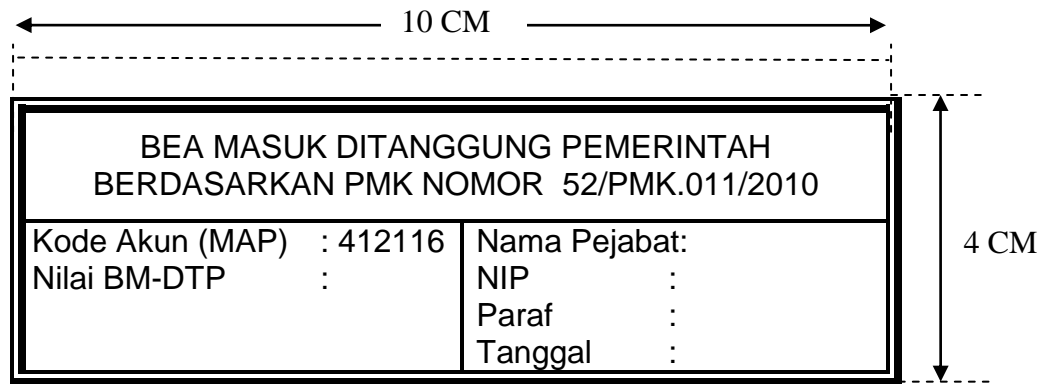 10 CM
BEA MASUK DITANGGUNG PEMERINTAH
BERDASARKAN PMK NOMOR 52/PMK.011/2010
Kode Akun (MAP) : 412116
Nilai BM-DTP :
Nama Pejabat:
NIP :
Paraf :
Tanggal :
4 CM